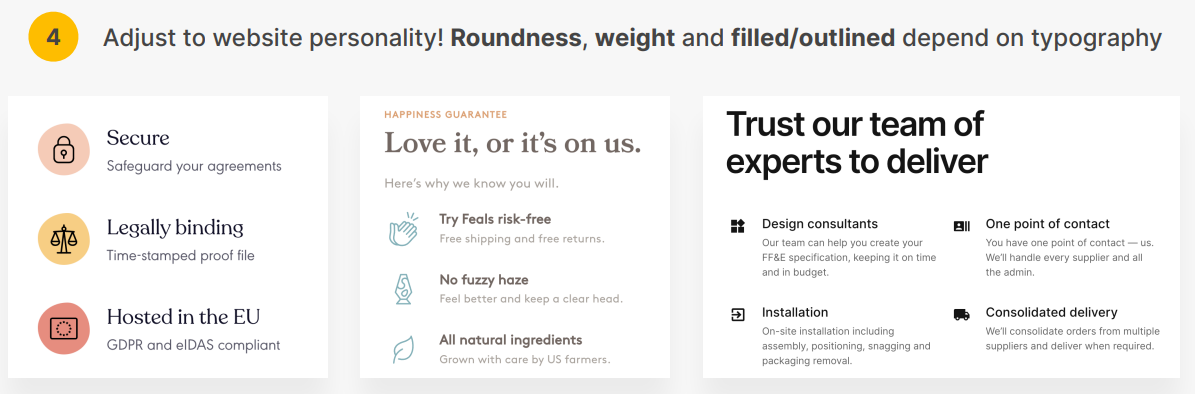 4
Adjust to website personality! Roundness, weight and filled/outlined depend on typography
Secure
Safeguard your agreements
Legally binding
Time-stamped proof file
Hosted in the EU
GDPR and eIDAS compliant
HAPPINESS GUARANTEE
Love it, or it's on us.
Here's why we know you will.
Try Feals risk-free
Free shipping and free returns.
No fuzzy haze
Feel better and keep a clear head.
All natural ingredients
Grown with care by US farmers.
Trust our team of
experts to deliver
Design consultants
Our team can help you create your
FF&E specification, keeping it on time
and in budget.
One point of contact
You have one point of contact — us.
We'll handle every supplier and all
the admin.
Installation
On-site installation including
assembly, positioning, snagging and
packaging removal.
Consolidated delivery
We'll consolidate orders from multiple
suppliers and deliver when required.